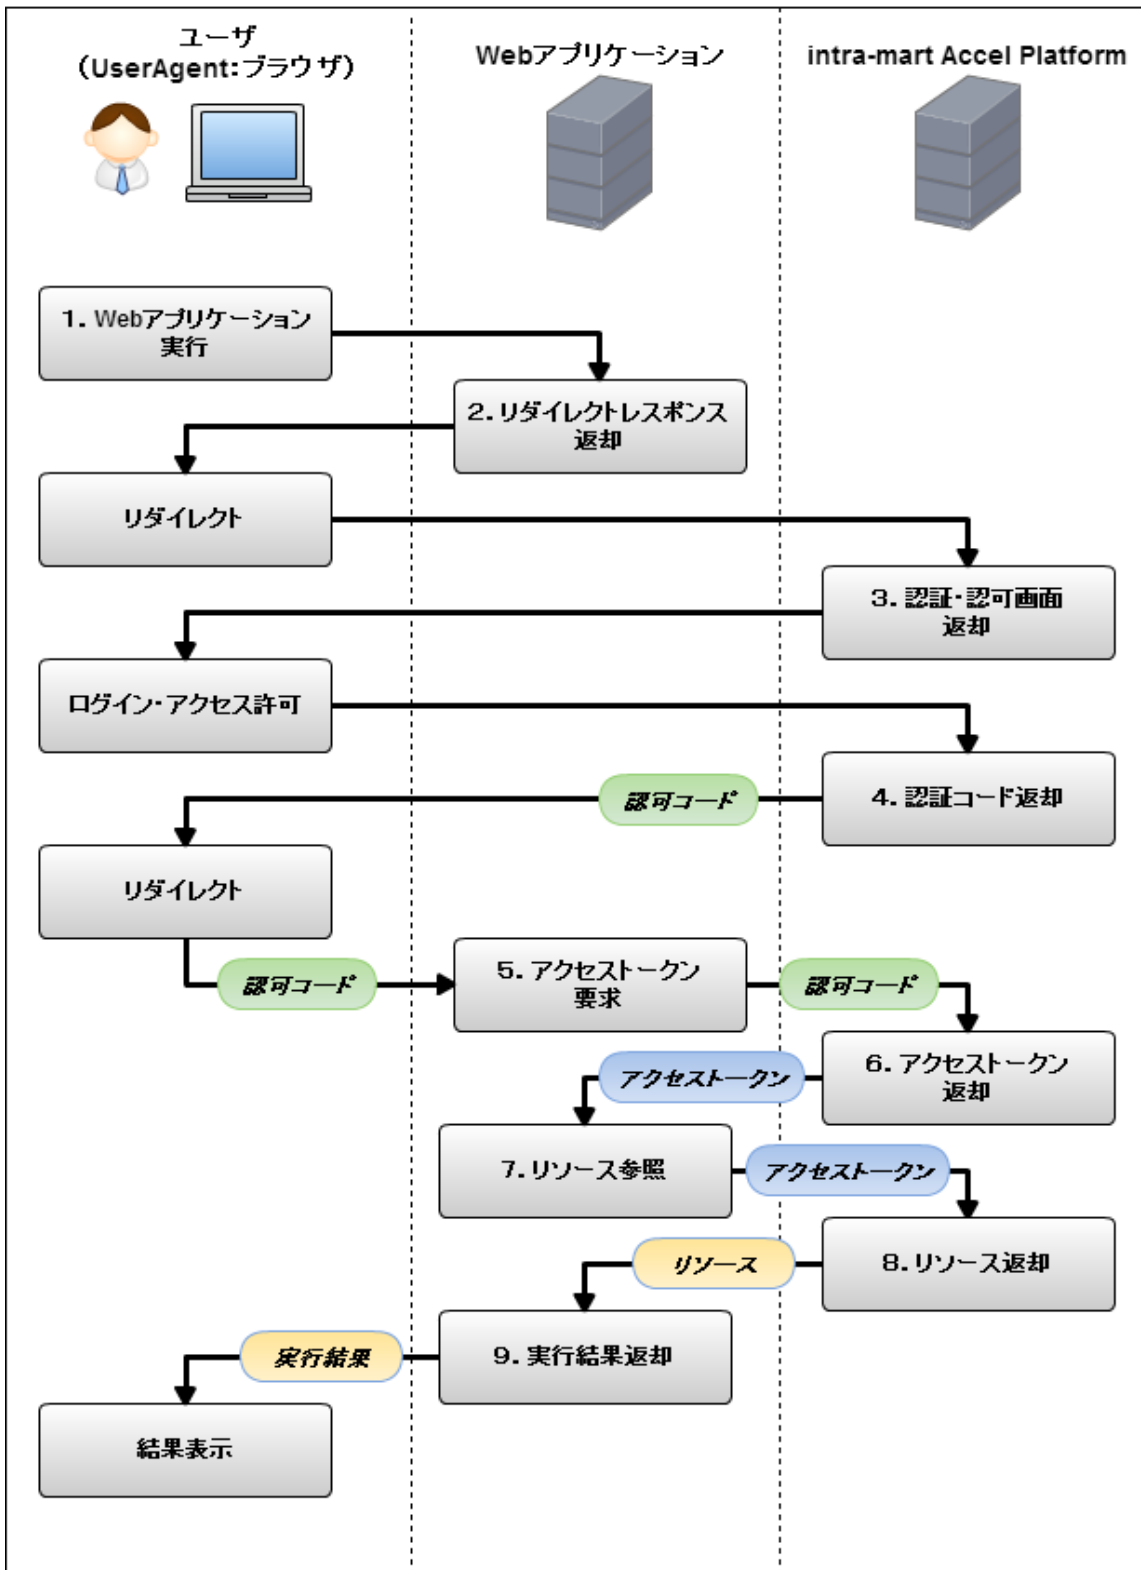 ユーザ
(UserAgent:ブラウザ)
Webアプリケーション
intra-mart Accel Platform
1. Webアプリケーション
実行
2. リダイレクトレスポンス
返却
リダイレクト
3. 認証・認可画面
返却
ログイン・アクセス許可
認可コード
4. 認証コード返却
リダイレクト
認可コード
5. アクセストークン
要求
認可コード
アクセストークン
6. アクセストークン
返却
7. リソース参照
アクセストークン
リソース
8. リソース返却
実行結果
9. 実行結果返却
結果表示